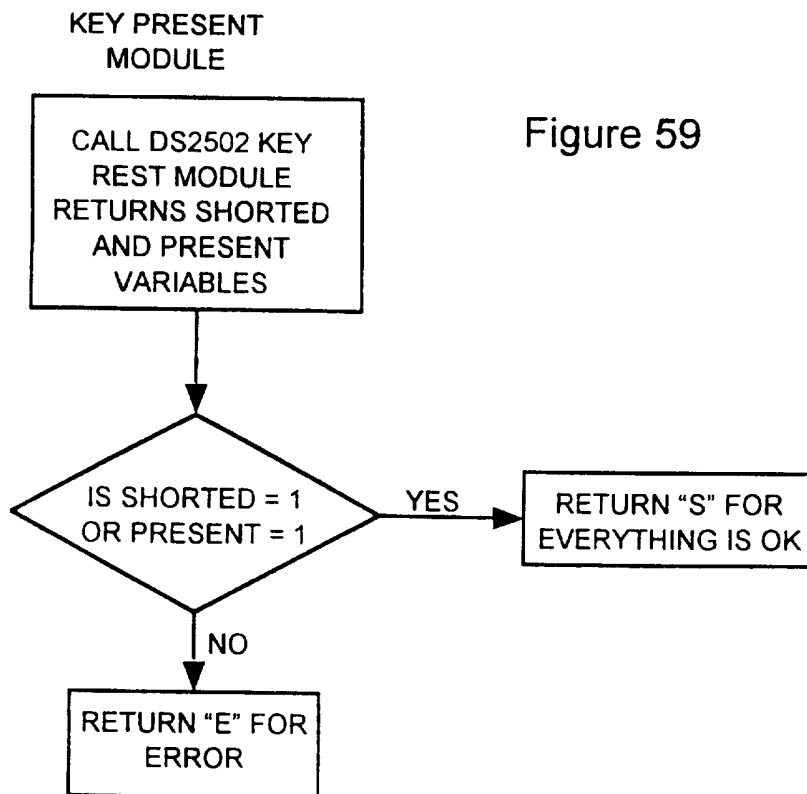 KEY PRESENT
MODULE
Figure 59
CALL DS2502 KEY
REST MODULE
RETURNS SHORTED
AND PRESENT
VARIABLES
IS SHORTED = 1
OR PRESENT = 1
YES
RETURN “S” FOR
EVERYTHING IS OK
NO
RETURN “E” FOR
ERROR